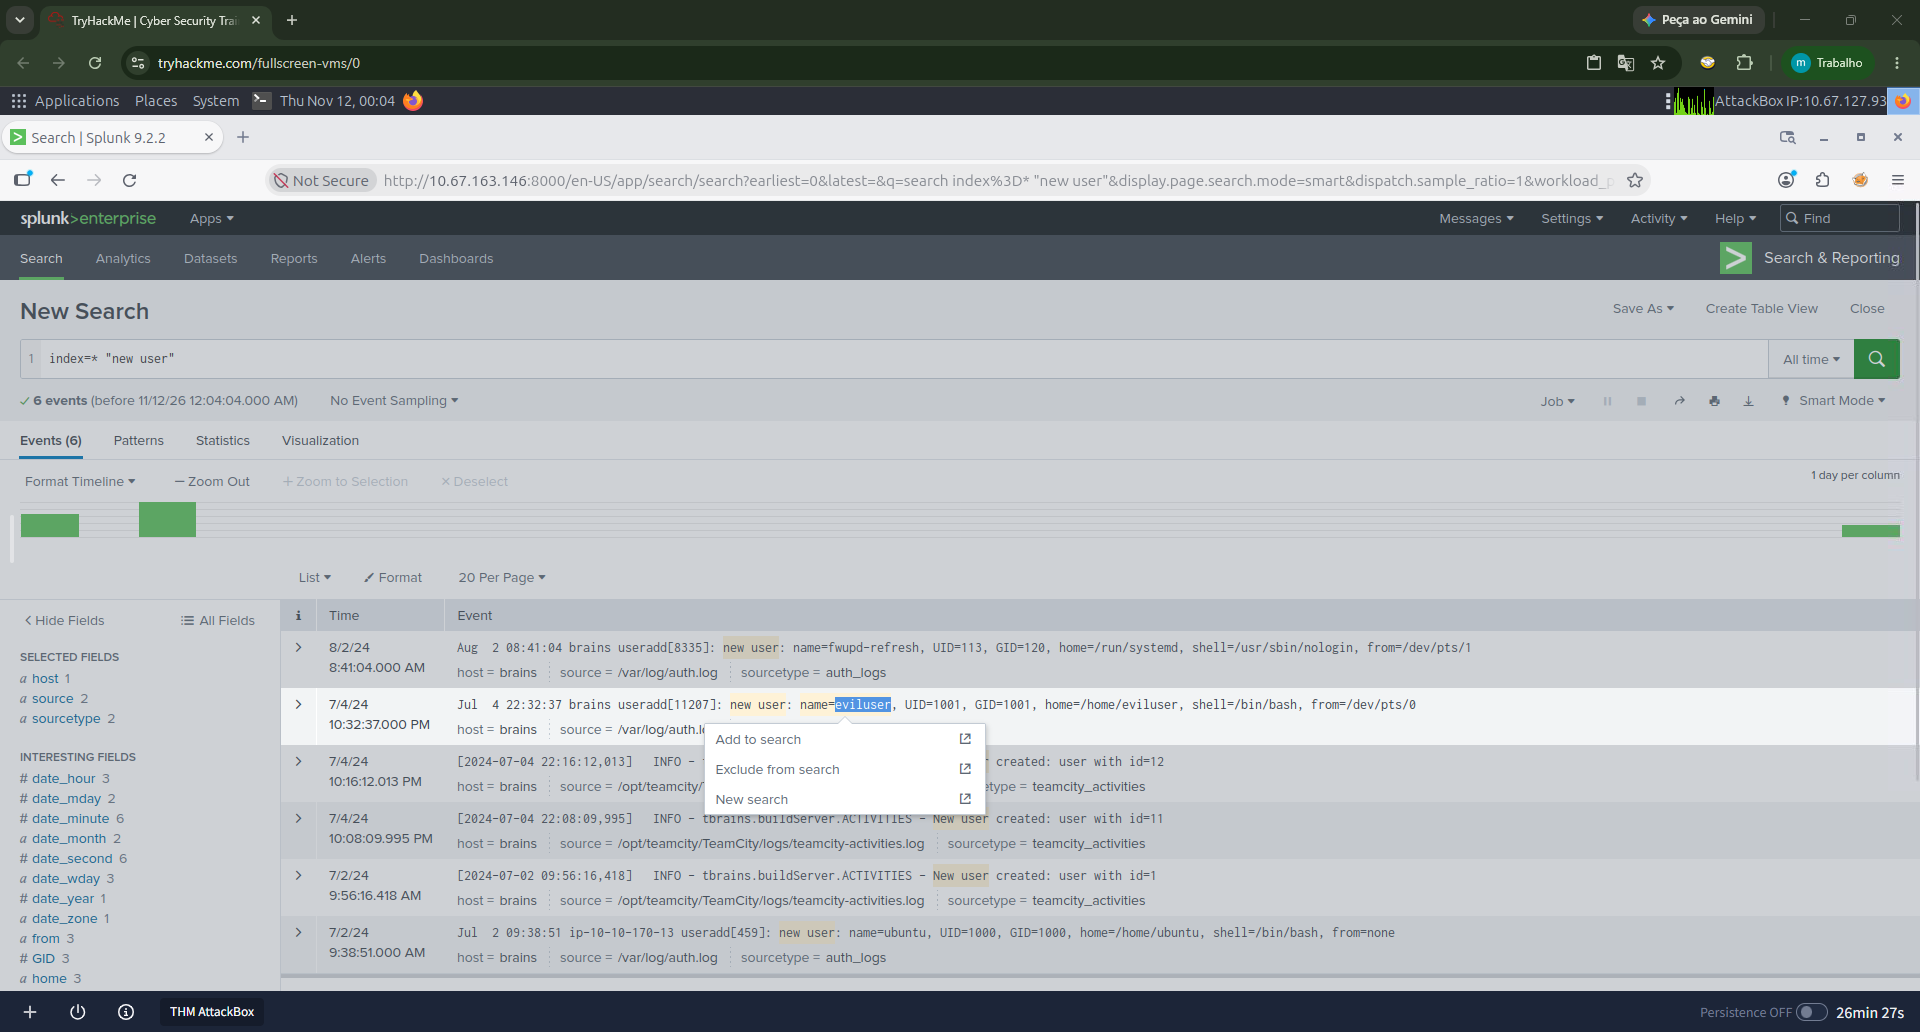 TryHackMe | Cyber Security Trai
Peça ao Gemini
tryhackme.com/fullscreen-vms/0
m Trabalho
Applications Places System Thu Nov 12, 00:04
AttackBox IP:10.67.127.93
Search | Splunk 9.2.2
Not Secure http://10.67.163.146:8000/en-US/app/search/search?earliest=0&latest=&q=search index%3D* "new user"&display.page.search.mode=smart&dispatch.sample_ratio=1&workload_p
splunk>enterprise Apps Messages Settings Activity Help Find
Search Analytics Datasets Reports Alerts Dashboards Search & Reporting
New Search Save As Create Table View Close
1 index=* "new user" All time
6 events (before 11/12/26 12:04:04.000 AM) No Event Sampling Job Smart Mode
Events (6) Patterns Statistics Visualization
Format Timeline — Zoom Out + Zoom to Selection × Deselect 1 day per column
List Format 20 Per Page
< Hide Fields All Fields
SELECTED FIELDS
a host 1
a source 2
a sourcetype 2
INTERESTING FIELDS
# date_hour 3
# date_mday 2
# date_minute 6
a date_month 2
# date_second 6
a date_wday 3
# date_year 1
a date_zone 1
a from 3
# GID 3
a home 3
i Time Event
8/2/24
8:41:04.000 AM
Aug 2 08:41:04 brains useradd[8335]: new user: name=fwupd-refresh, UID=113, GID=120, home=/run/systemd, shell=/usr/sbin/nologin, from=/dev/pts/1
host = brains source = /var/log/auth.log sourcetype = auth_logs
7/4/24
10:32:37.000 PM
Jul 4 22:32:37 brains useradd[11207]: new user: name=eviluser, UID=1001, GID=1001, home=/home/eviluser, shell=/bin/bash, from=/dev/pts/0
host = brains source = /var/log/auth.lo
Add to search
Exclude from search
New search
7/4/24
10:16:12.013 PM
[2024-07-04 22:16:12,013] INFO - t created: user with id=12
host = brains source = /opt/teamcity/T etype = teamcity_activities
7/4/24
10:08:09.995 PM
[2024-07-04 22:08:09,995] INFO - tbrains.buildServer.ACTIVITIES - New user created: user with id=11
host = brains source = /opt/teamcity/TeamCity/logs/teamcity-activities.log sourcetype = teamcity_activities
7/2/24
9:56:16.418 AM
[2024-07-02 09:56:16,418] INFO - tbrains.buildServer.ACTIVITIES - New user created: user with id=1
host = brains source = /opt/teamcity/TeamCity/logs/teamcity-activities.log sourcetype = teamcity_activities
7/2/24
9:38:51.000 AM
Jul 2 09:38:51 ip-10-10-170-13 useradd[459]: new user: name=ubuntu, UID=1000, GID=1000, home=/home/ubuntu, shell=/bin/bash, from=none
host = brains source = /var/log/auth.log sourcetype = auth_logs
THM AttackBox
Persistence OFF 26min 27s